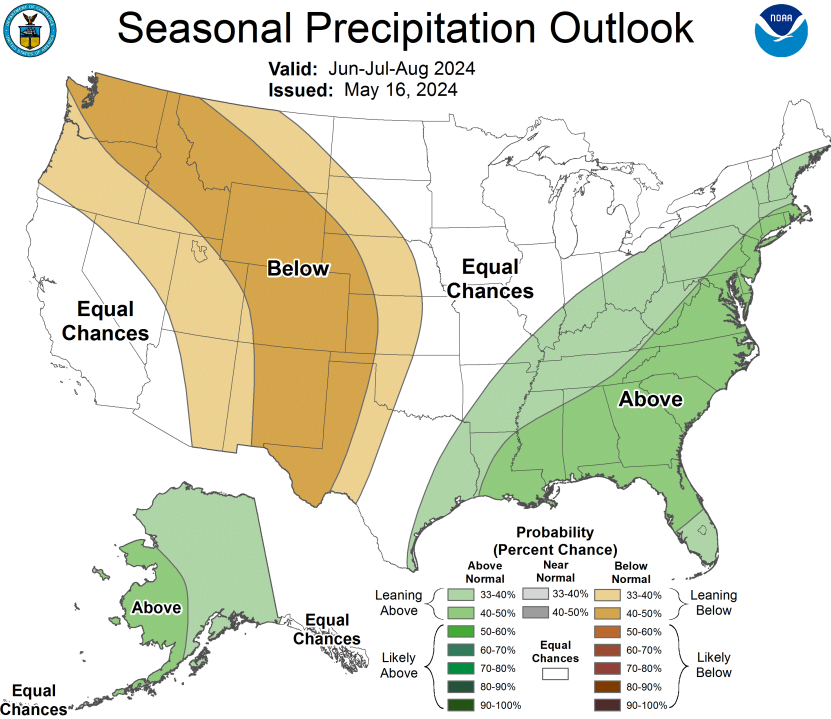 Seasonal Precipitation Outlook
NOAA
Valid: Jun-Jul-Aug 2024
Issued: May 16, 2024
Below
Equal
Chances
Equal
Chances
Above
Above
Equal
Chances
Equal
Chances
Probability
(Percent Chance)
Above
Normal
Near
Normal
Below
Normal
Leaning
Above
33-40%
33-40%
33-40%
Leaning
Below
40-50%
40-50%
40-50%
50-60%
50-60%
Likely
Above
60-70%
60-70%
Equal
Chances
Likely
Below
70-80%
70-80%
80-90%
80-90%
90-100%
90-100%